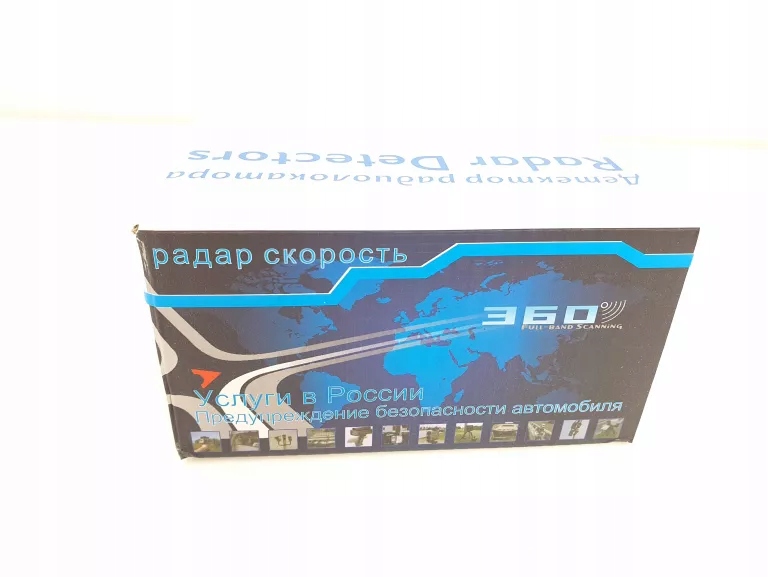 Radar Detectors
Детектор радиолокатора
радар скорость
360°
FULL-BAND SCANNING
Услуги в России
Предупреждение безопасности автомобиля